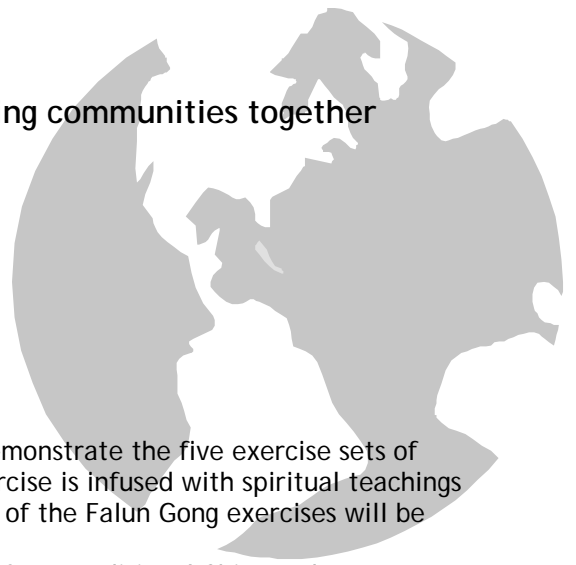 ing communities together
monstrate the five exercise sets of
rcise is infused with spiritual teachings
of the Falun Gong exercises will be